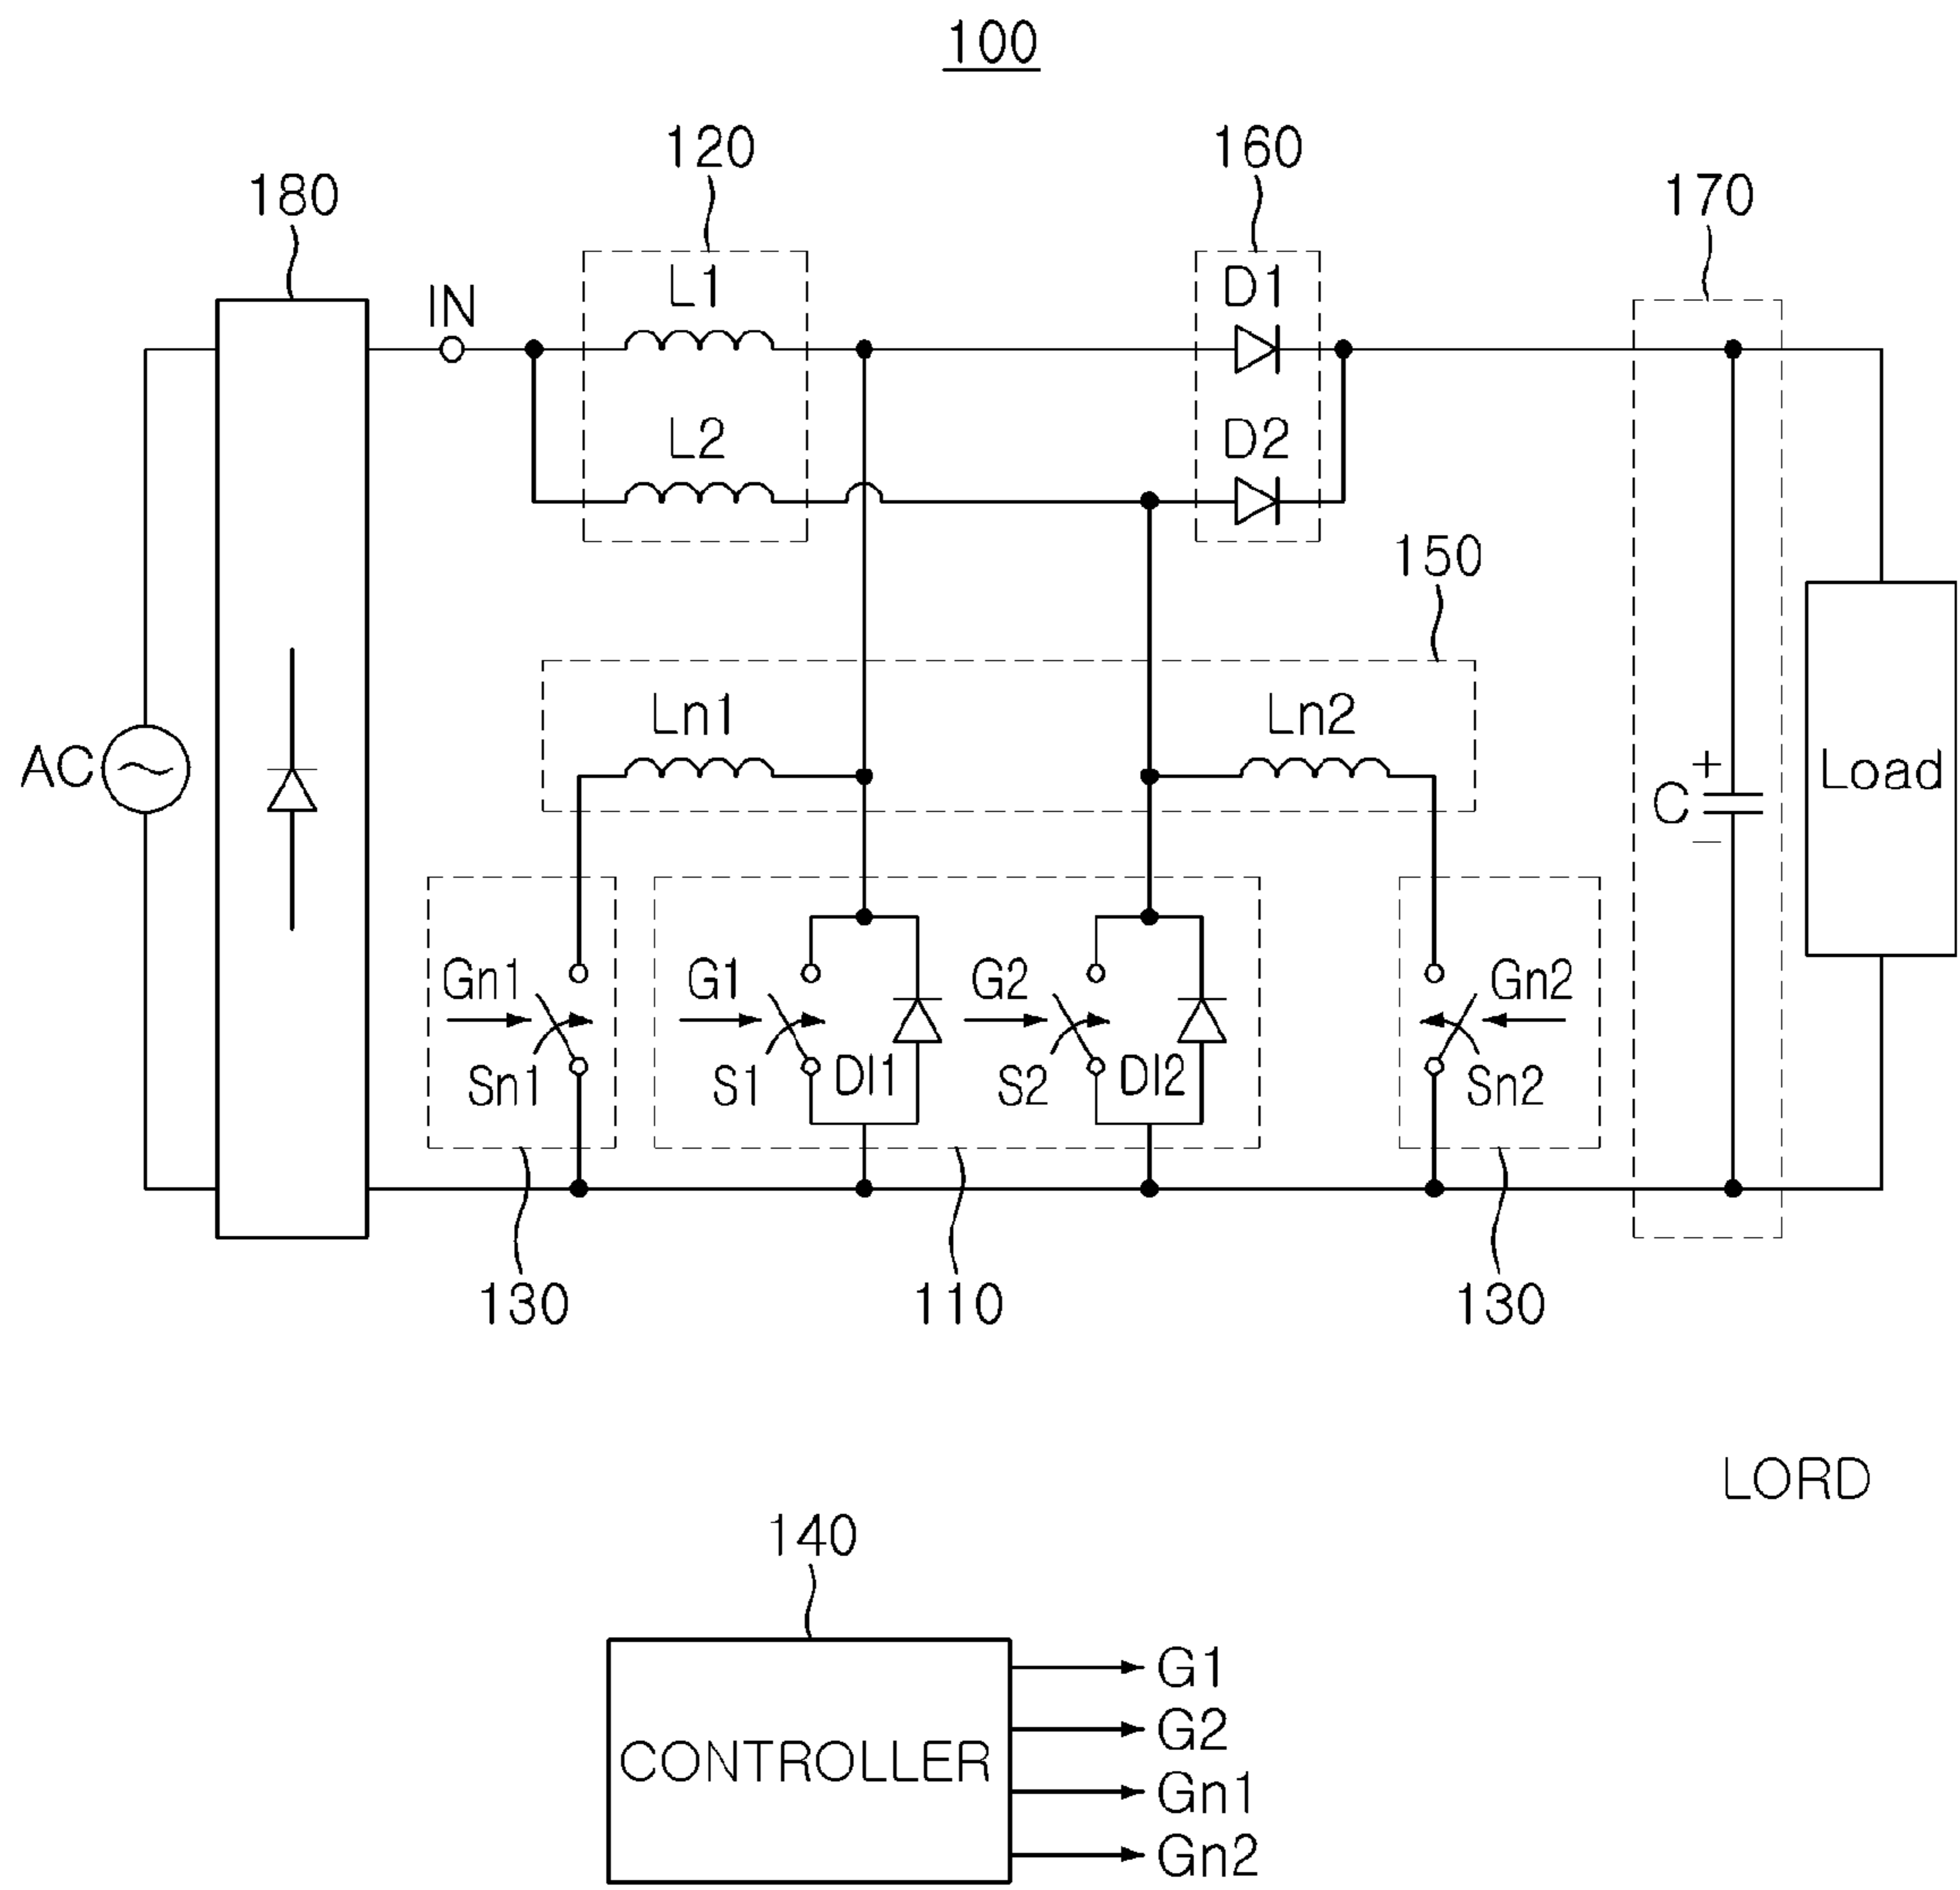 100
120
160
180
170
IN
L1
D1
L2
D2
150
Ln1
Ln2
AC
+
C
−
Load
Gn1
G1
G2
Gn2
Sn1
S1
DI1
S2
DI2
Sn2
130
110
130
LORD
140
CONTROLLER
G1
G2
Gn1
Gn2